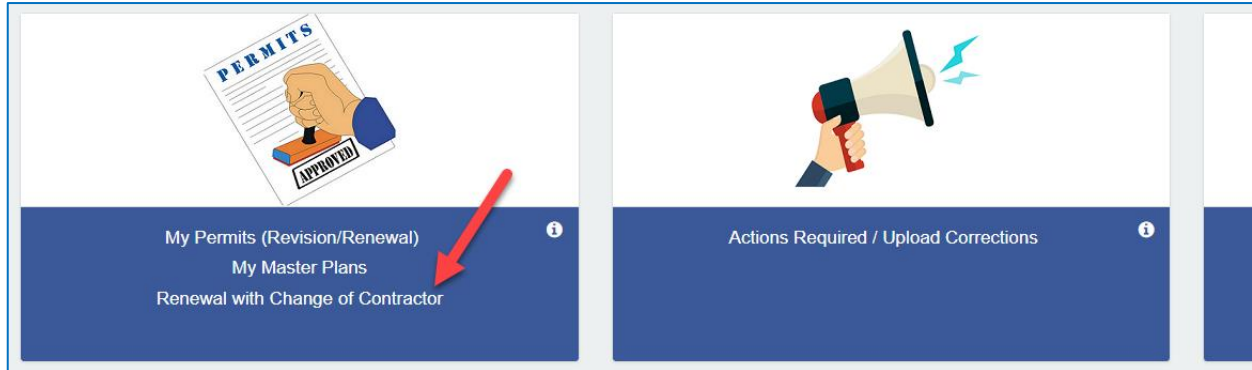 PERMITS
APPROVED
My Permits (Revision/Renewal)
My Master Plans
Renewal with Change of Contractor
Actions Required / Upload Corrections